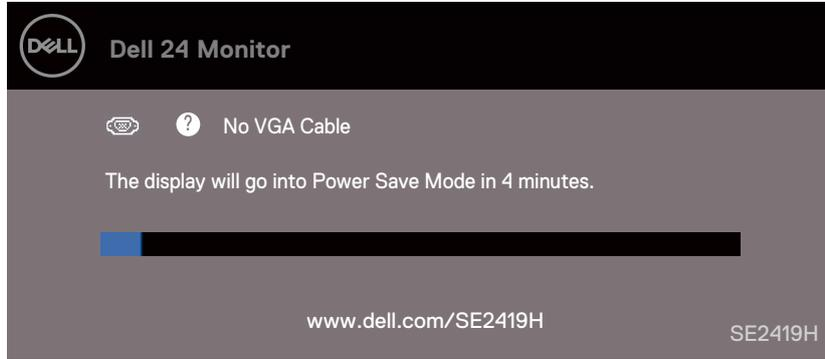 DELL
Dell 24 Monitor
? No VGA Cable
The display will go into Power Save Mode in 4 minutes.
www.dell.com/SE2419H
SE2419H